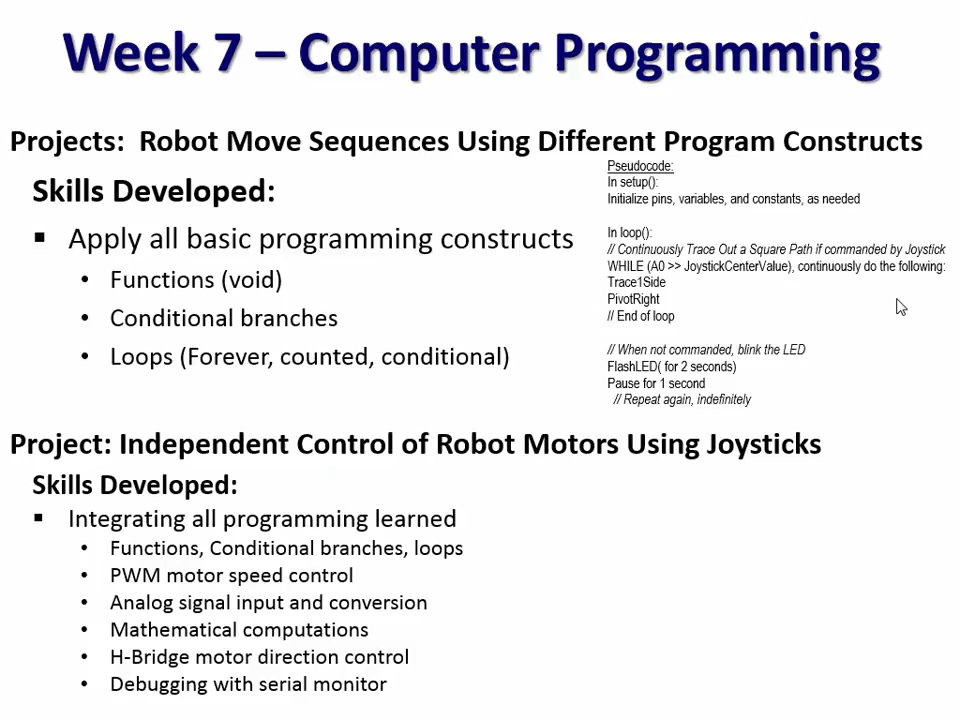 Week 7 – Computer Programming
Projects:  Robot Move Sequences Using Different Program Constructs
Skills Developed:
▪ Apply all basic programming constructs
• Functions (void)
• Conditional branches
• Loops (Forever, counted, conditional)
Pseudocode:
In setup():
Initialize pins, variables, and constants, as needed
In loop():
// Continuously Trace Out a Square Path if commanded by Joystick
WHILE (A0 >> JoystickCenterValue), continuously do the following:
Trace1Side
PivotRight
// End of loop
// When not commanded, blink the LED
FlashLED( for 2 seconds)
Pause for 1 second
// Repeat again, indefinitely
Project: Independent Control of Robot Motors Using Joysticks
Skills Developed:
▪ Integrating all programming learned
• Functions, Conditional branches, loops
• PWM motor speed control
• Analog signal input and conversion
• Mathematical computations
• H-Bridge motor direction control
• Debugging with serial monitor